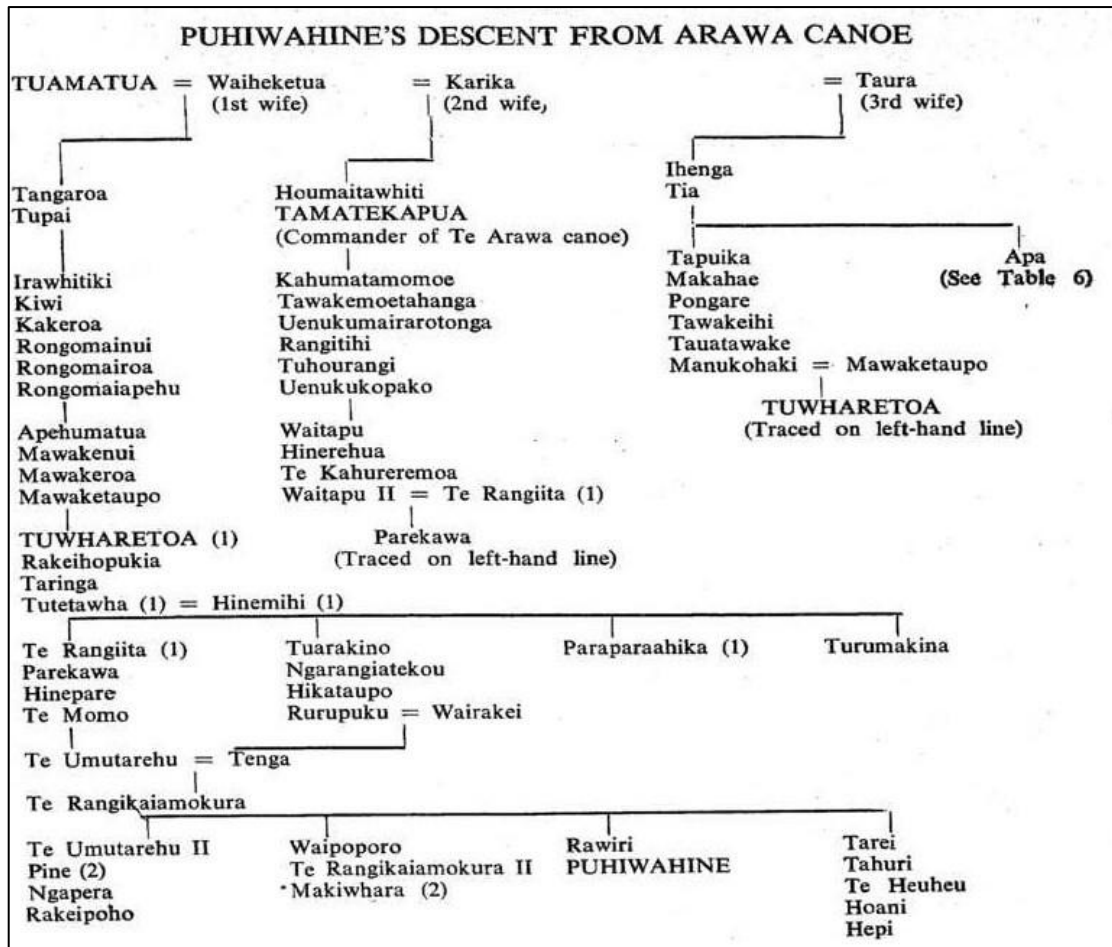 PUHIWAHINE'S DESCENT FROM ARAWA CANOE
TUAMATUA = Waiheketua = Karika = Taura
(1st wife) (2nd wife, (3rd wife)
Ihenga
Tangaroa Houmaitawhiti Tia
Tupai TAMATEKAPUA
(Commander of Te Arawa canoe)
Tapuika Apa
Irawhitiki Kahumatamomoe Makahae (See Table 6)
Kiwi Tawakemoetahanga Pongare
Kakeroa Uenukumairarotonga Tawakeihi
Rongomainui Rangitihi Tauatawake
Rongomairoa Tuhourangi Manukohaki = Mawaketaupo
Rongomaiapehu Uenukukopako
TUWHARETOA
Apehumatua Waitapu (Traced on left-hand line)
Mawakenui Hinerehua
Mawakeroa Te Kahureremoa
Mawaketaupo Waitapu II = Te Rangiita (1)
TUWHARETOA (1) Parekawa
Rakeihopukia (Traced on left-hand line)
Taringa
Tutetawha (1) = Hinemihi (1)
Te Rangiita (1) Tuarakino Paraparaahika (1) Turumakina
Parekawa Ngarangiatekou
Hinepare Hikataupo
Te Momo Rurupuku = Wairakei
Te Umutarehu = Tenga
Te Rangikaiamokura
Te Umutarehu II Waipoporo Rawiri Tarei
Pine (2) Te Rangikaiamokura II PUHIWAHINE Tahuri
Ngapera Makiwhara (2) Te Heuheu
Rakeipoho Hoani
Hepi